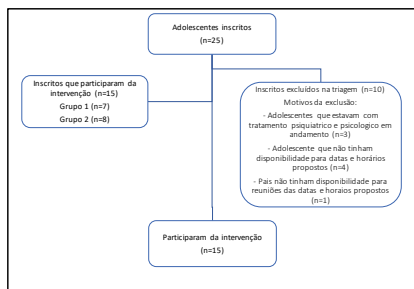 Adolescentes inscritos
(n=25)
Inscritos que participaram da
intervenção (n=15)
Grupo 1 (n=7)
Grupo 2 (n=8)
Inscritos excluídos na triagem (n=10)
Motivos da exclusão:
- Adolescentes que estavam com
tratamento psiquiatrico e psicologico em
andamento (n=3)
- Adolescente que não tinham
disponibilidade para datas e horários
propostos (n=4)
- Pais não tinham disponibilidade para
reuniões das datas e horaios propostos
(n=1)
Participaram da intervenção
(n=15)